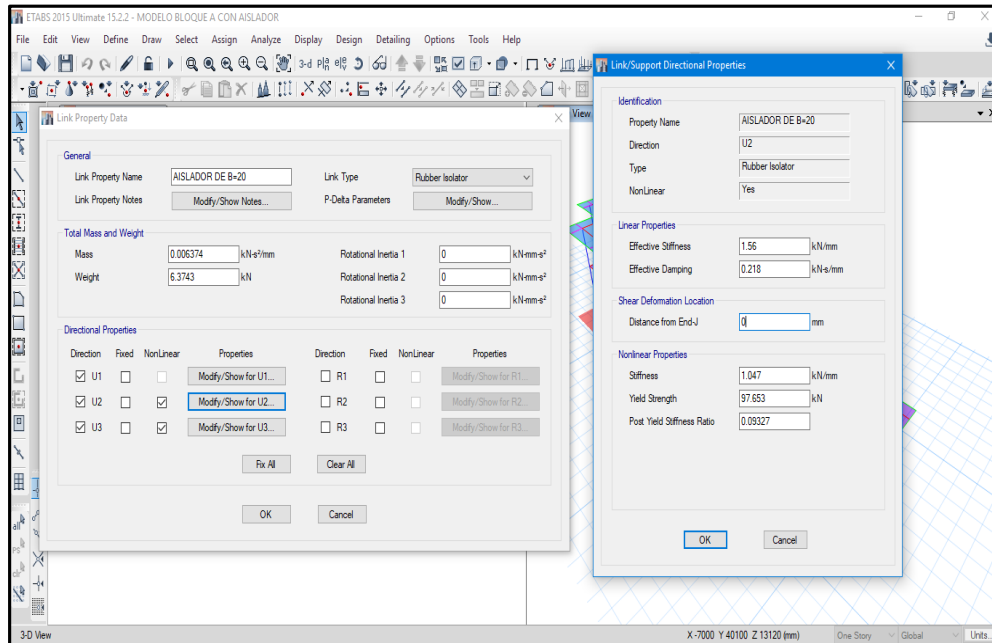 ETABS 2015 Ultimate 15.2.2 - MODELO BLOQUE A CON AISLADOR
File Edit View Define Draw Select Assign Analyze Display Design Detailing Options Tools Help
3-d
View
Link Property Data
General
Link Property Name AISLADOR DE B=20 Link Type Rubber Isolator
Link Property Notes Modify/Show Notes... P-Delta Parameters Modify/Show...
Total Mass and Weight
Mass 0.006374 kN-s²/mm Rotational Inertia 1 0 kN-mm-s²
Weight 6.3743 kN Rotational Inertia 2 0 kN-mm-s²
Rotational Inertia 3 0 kN-mm-s²
Directional Properties
Direction Fixed NonLinear Properties Direction Fixed NonLinear Properties
U1 Modify/Show for U1... R1 Modify/Show for R1...
U2 Modify/Show for U2... R2 Modify/Show for R2...
U3 Modify/Show for U3... R3 Modify/Show for R3...
Fix All Clear All
OK Cancel
Link/Support Directional Properties
Identification
Property Name AISLADOR DE B=20
Direction U2
Type Rubber Isolator
NonLinear Yes
Linear Properties
Effective Stiffness 1.56 kN/mm
Effective Damping 0.218 kN-s/mm
Shear Deformation Location
Distance from End-J 0 mm
Nonlinear Properties
Stiffness 1.047 kN/mm
Yield Strength 97.653 kN
Post Yield Stiffness Ratio 0.09327
OK Cancel
all
ps
clr
3-D View X -7000 Y 40100 Z 13120 (mm) One Story Global Units...